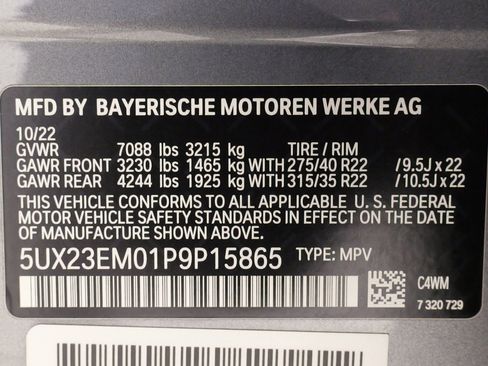 MFD BY BAYERISCHE MOTOREN WERKE AG
10/22
GVWR 7088 lbs 3215 kg TIRE / RIM
GAWR FRONT 3230 lbs 1465 kg WITH 275/40 R22 / 9.5J x 22
GAWR REAR 4244 lbs 1925 kg WITH 315/35 R22 / 10.5J x 22
THIS VEHICLE CONFORMS TO ALL APPLICABLE U.S. FEDERAL
MOTOR VEHICLE SAFETY STANDARDS IN EFFECT ON THE DATE
OF MANUFACTURE SHOWN ABOVE.
5UX23EM01P9P15865 TYPE: MPV
C4WM
7 320 729